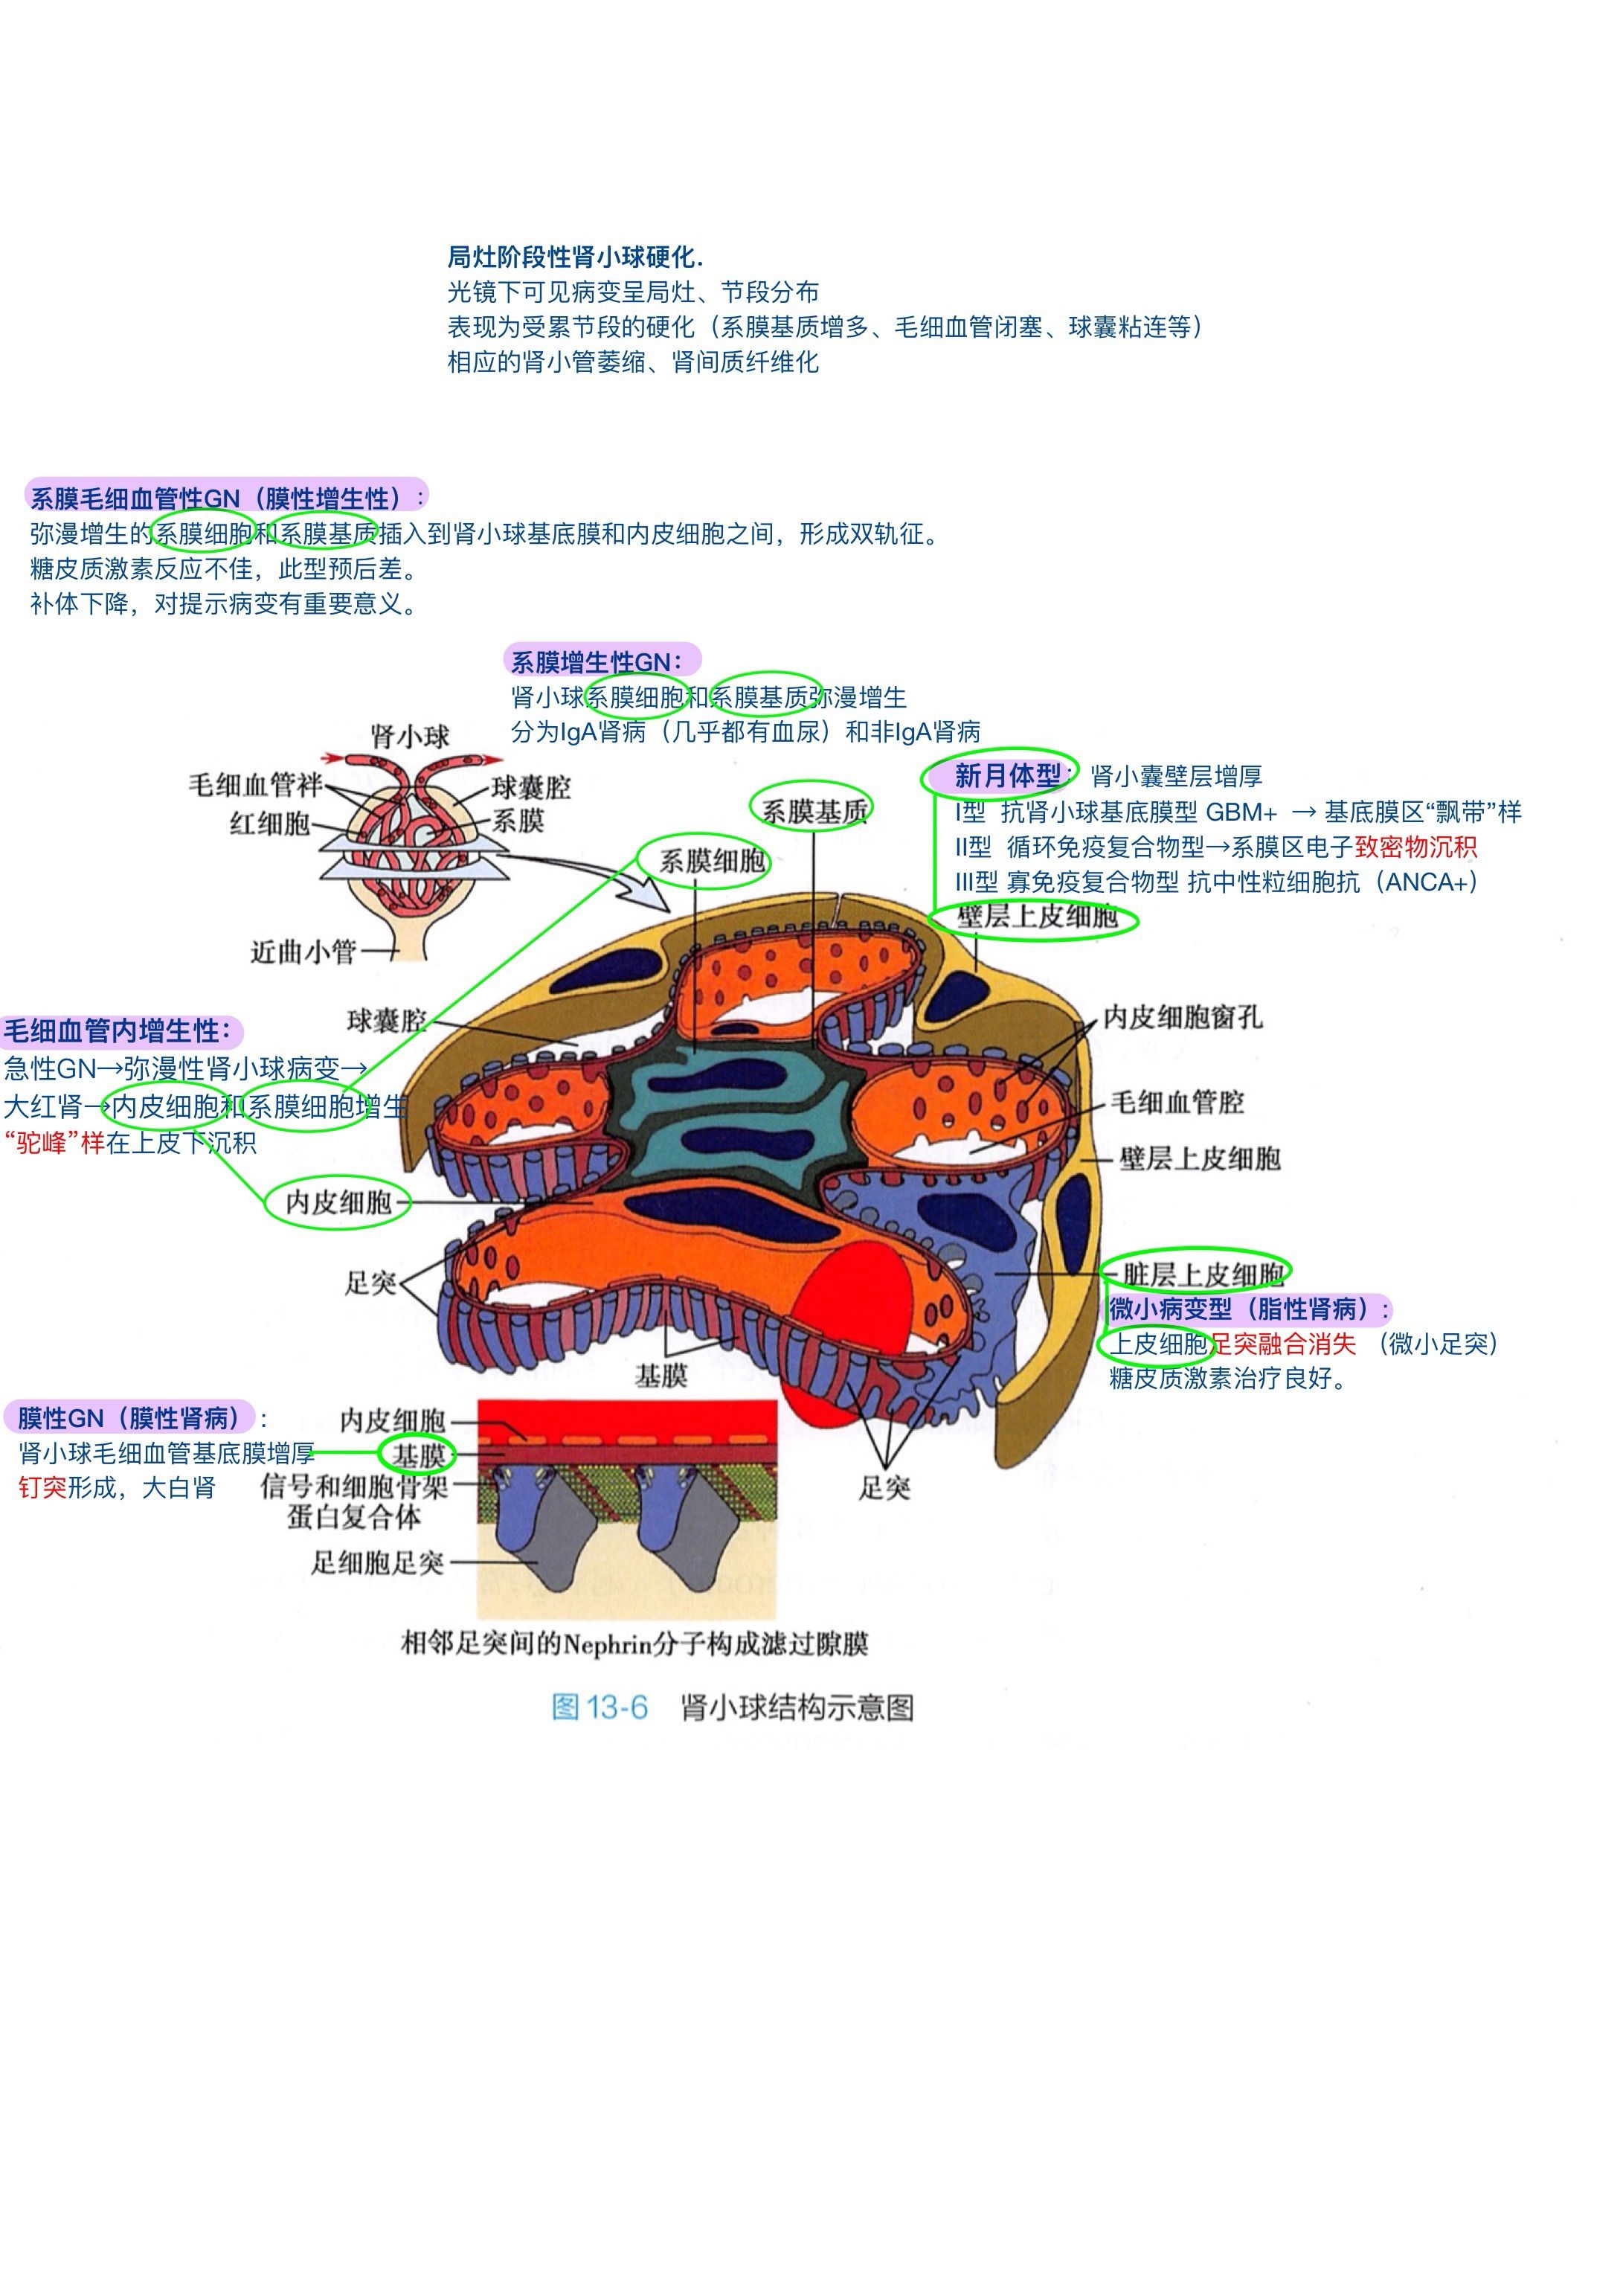 局灶阶段性肾小球硬化.
光镜下可见病变呈局灶、节段分布
表现为受累节段的硬化（系膜基质增多、毛细血管闭塞、球囊粘连等）
相应的肾小管萎缩、肾间质纤维化
系膜毛细血管性GN（膜性增生性）:
弥漫增生的系膜细胞和系膜基质插入到肾小球基底膜和内皮细胞之间，形成双轨征。
糖皮质激素反应不佳，此型预后差。
补体下降，对提示病变有重要意义。
系膜增生性GN：
肾小球系膜细胞和系膜基质弥漫增生
分为IgA肾病（几乎都有血尿）和非IgA肾病
肾小球
毛细血管袢
红细胞
球囊腔
系膜
近曲小管
系膜基质
系膜细胞
新月体型: 肾小囊壁层增厚
I型 抗肾小球基底膜型 GBM+ → 基底膜区“飘带”样
II型 循环免疫复合物型→系膜区电子致密物沉积
III型 寡免疫复合物型 抗中性粒细胞抗（ANCA+）
壁层上皮细胞
球囊腔
内皮细胞窗孔
毛细血管内增生性：
急性GN→弥漫性肾小球病变→
大红肾→内皮细胞和系膜细胞增生
“驼峰”样在上皮下沉积
毛细血管腔
壁层上皮细胞
内皮细胞
足突
脏层上皮细胞
微小病变型（脂性肾病）:
上皮细胞足突融合消失 （微小足突）
糖皮质激素治疗良好。
基膜
膜性GN（膜性肾病）:
肾小球毛细血管基底膜增厚
钉突形成，大白肾
内皮细胞
基膜
信号和细胞骨架
蛋白复合体
足细胞足突
足突
相邻足突间的Nephrin分子构成滤过隙膜
图 13-6 肾小球结构示意图